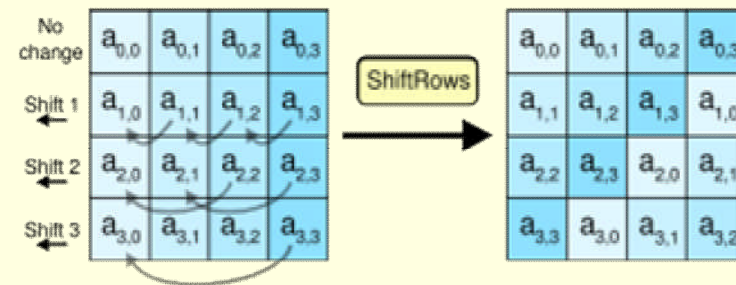 No change a0,0 a0,1 a0,2 a0,3 a0,0 a0,1 a0,2 a0,3
ShiftRows
Shift 1 a1,0 a1,1 a1,2 a1,3 a1,1 a1,2 a1,3 a1,0
Shift 2 a2,0 a2,1 a2,2 a2,3 a2,2 a2,3 a2,0 a2,1
Shift 3 a3,0 a3,1 a3,2 a3,3 a3,3 a3,0 a3,1 a3,2